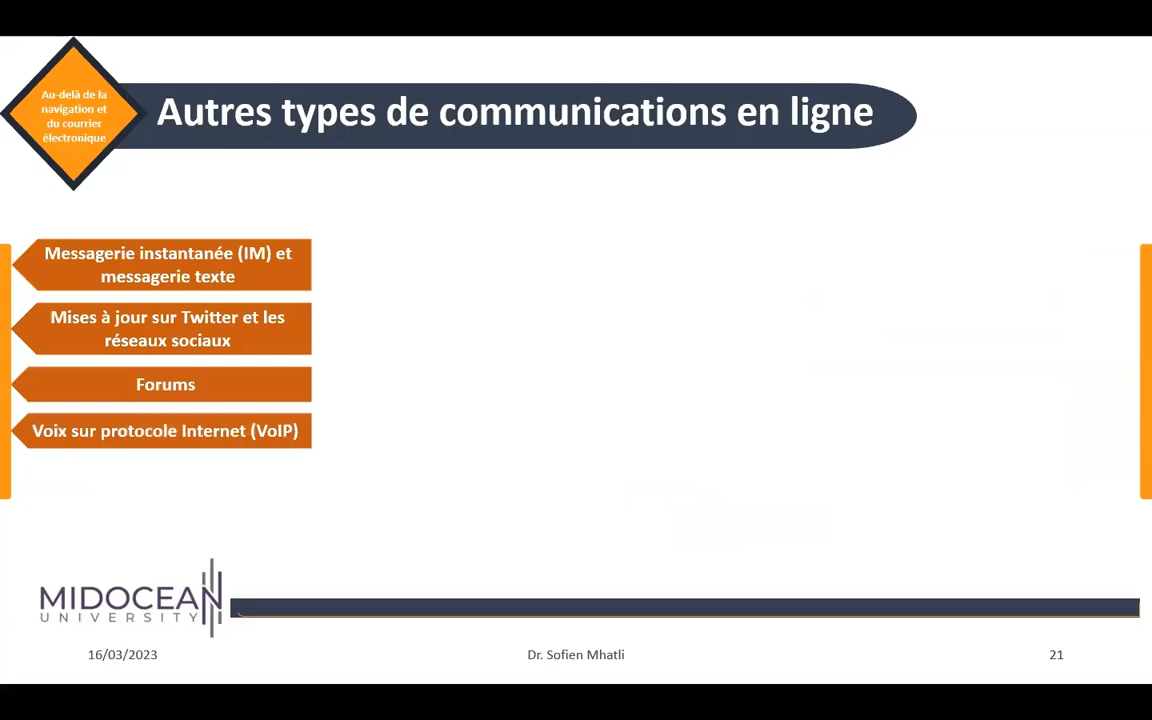 Au-delà de la
navigation et
du courrier
électronique
Autres types de communications en ligne
Messagerie instantanée (IM) et
messagerie texte
Mises à jour sur Twitter et les
réseaux sociaux
Forums
Voix sur protocole Internet (VoIP)
MIDOCEAN
UNIVERSITY
16/03/2023
Dr. Sofien Mhatli
21